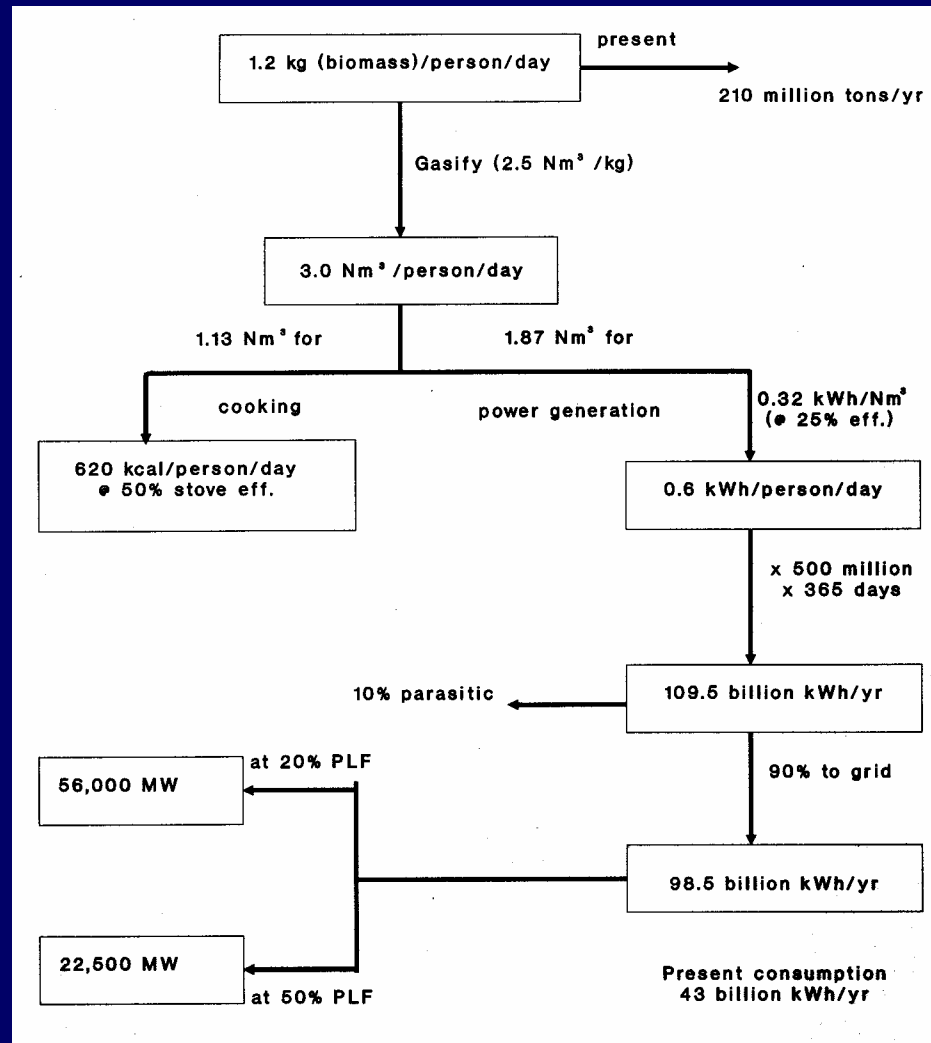 1.2 kg (biomass)/person/day
present
210 million tons/yr
Gasify (2.5 Nm³ /kg)
3.0 Nm³ /person/day
1.13 Nm³ for
1.87 Nm³ for
cooking
power generation
0.32 kWh/Nm³
(@ 25% eff.)
620 kcal/person/day
@ 50% stove eff.
0.6 kWh/person/day
x 500 million
x 365 days
10% parasitic
109.5 billion kWh/yr
at 20% PLF
90% to grid
56,000 MW
98.5 billion kWh/yr
22,500 MW
at 50% PLF
Present consumption
43 billion kWh/yr